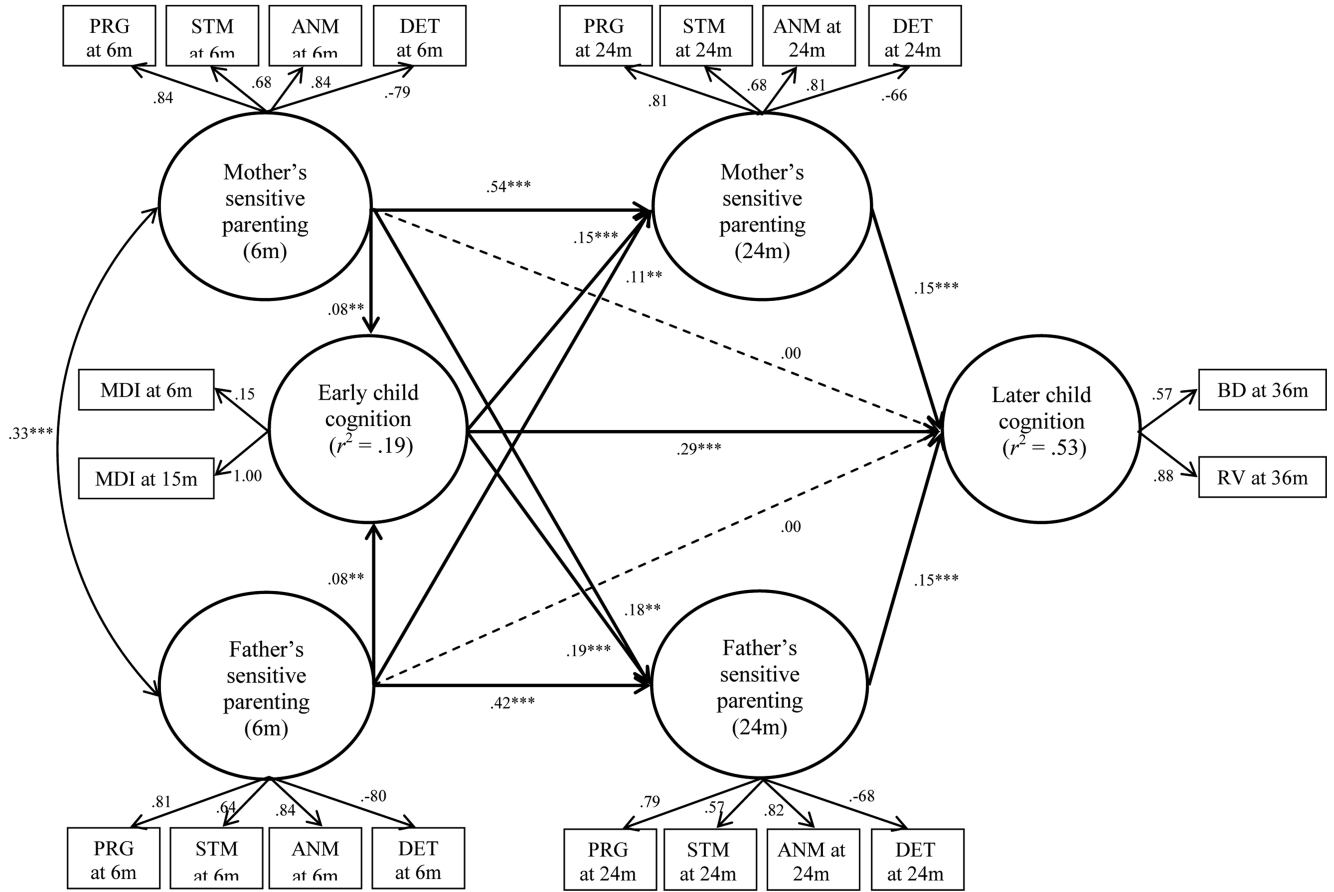 PRG
at 6m
STM
at 6m
ANM
at 6m
DET
at 6m
PRG
at 24m
STM
at 24m
ANM at
24m
DET
at 24m
.84
.68
.84
.-79
.81
.68
.81
.-66
Mother’s
sensitive
parenting
(6m)
Mother’s
sensitive
parenting
(24m)
.54***
.15***
.11**
.08**
.15***
.00
MDI at 6m
.15
MDI at 15m
1.00
Early child
cognition
(r² = .19)
.33***
.29***
Later child
cognition
(r² = .53)
.57
BD at 36m
.88
RV at 36m
.00
.08**
.18**
.19***
.15***
.42***
Father’s
sensitive
parenting
(6m)
Father’s
sensitive
parenting
(24m)
.81
.64
.84
.-80
.79
.57
.82
.-68
PRG
at 6m
STM
at 6m
ANM
at 6m
DET
at 6m
PRG
at 24m
STM
at 24m
ANM at
24m
DET
at 24m